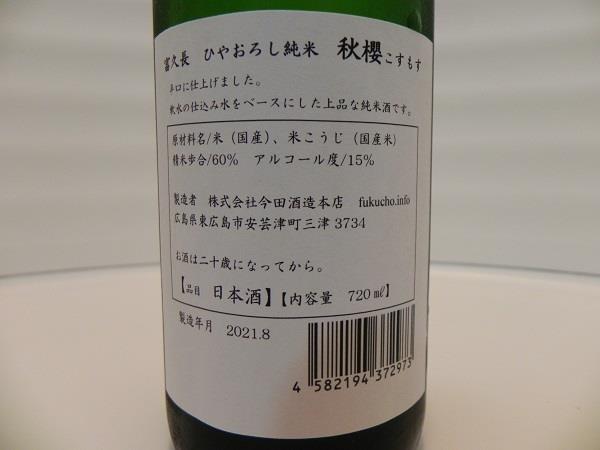 富久長　ひやおろし純米　秋櫻こすもす
辛口に仕上げました。
軟水の仕込み水をベースにした上品な純米酒です。
原材料名/米（国産）、米こうじ（国産米）
精米歩合/60%　アルコール度/15%
製造者　株式会社今田酒造本店　fukucho.info
広島県東広島市安芸津町三津 3734
お酒は二十歳になってから。
【品目　日本酒】【内容量　720㎖】
製造年月　2021.8
4 582194 372973